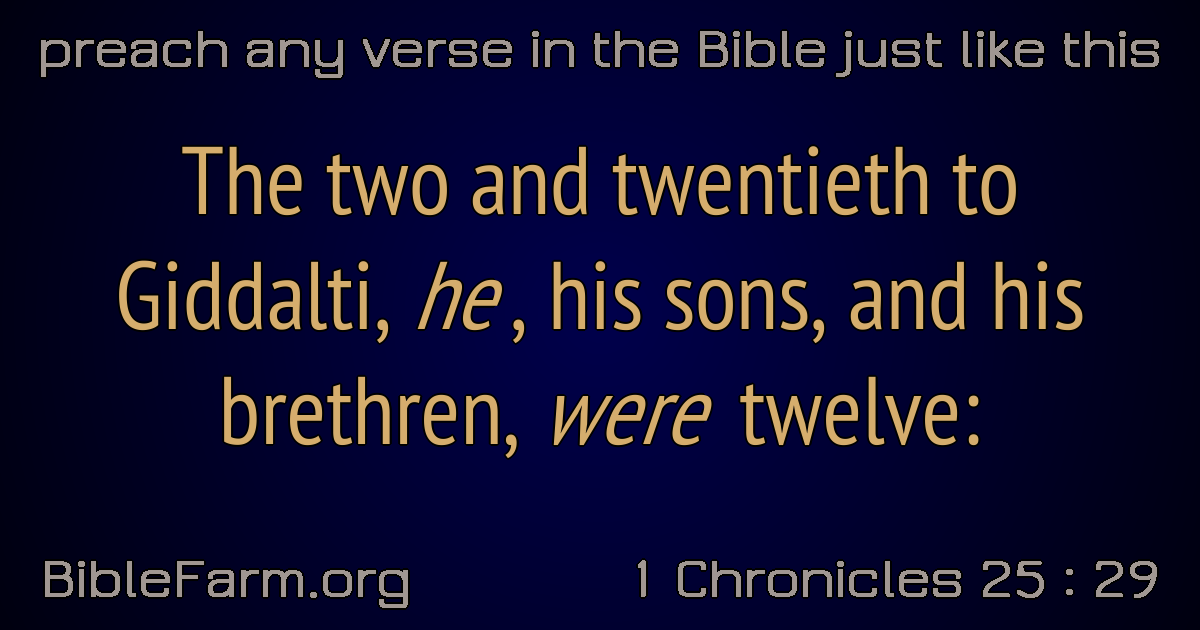 preach any verse in the Bible just like this
The two and twentieth to
Giddalti, he , his sons, and his
brethren, were twelve:
BibleFarm.org
1 Chronicles 25 : 29